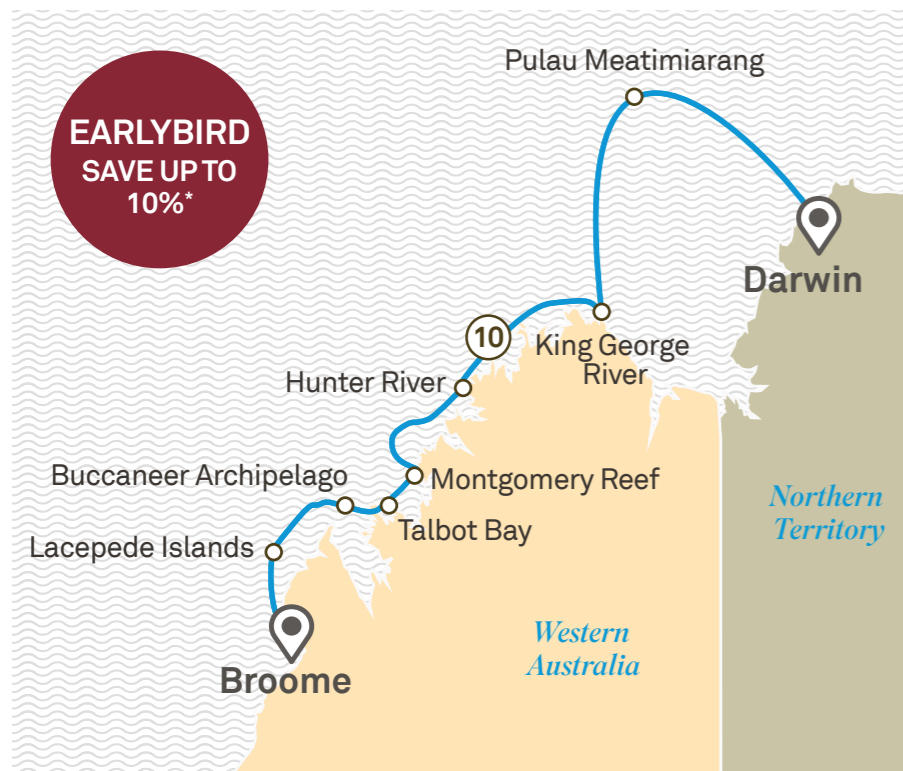 EARLYBIRD
SAVE UP TO
10%*
Pulau Meatimiarang
Darwin
10
King George
River
Hunter River
Buccaneer Archipelago
Montgomery Reef
Talbot Bay
Lacepede Islands
Northern
Territory
Western
Australia
Broome